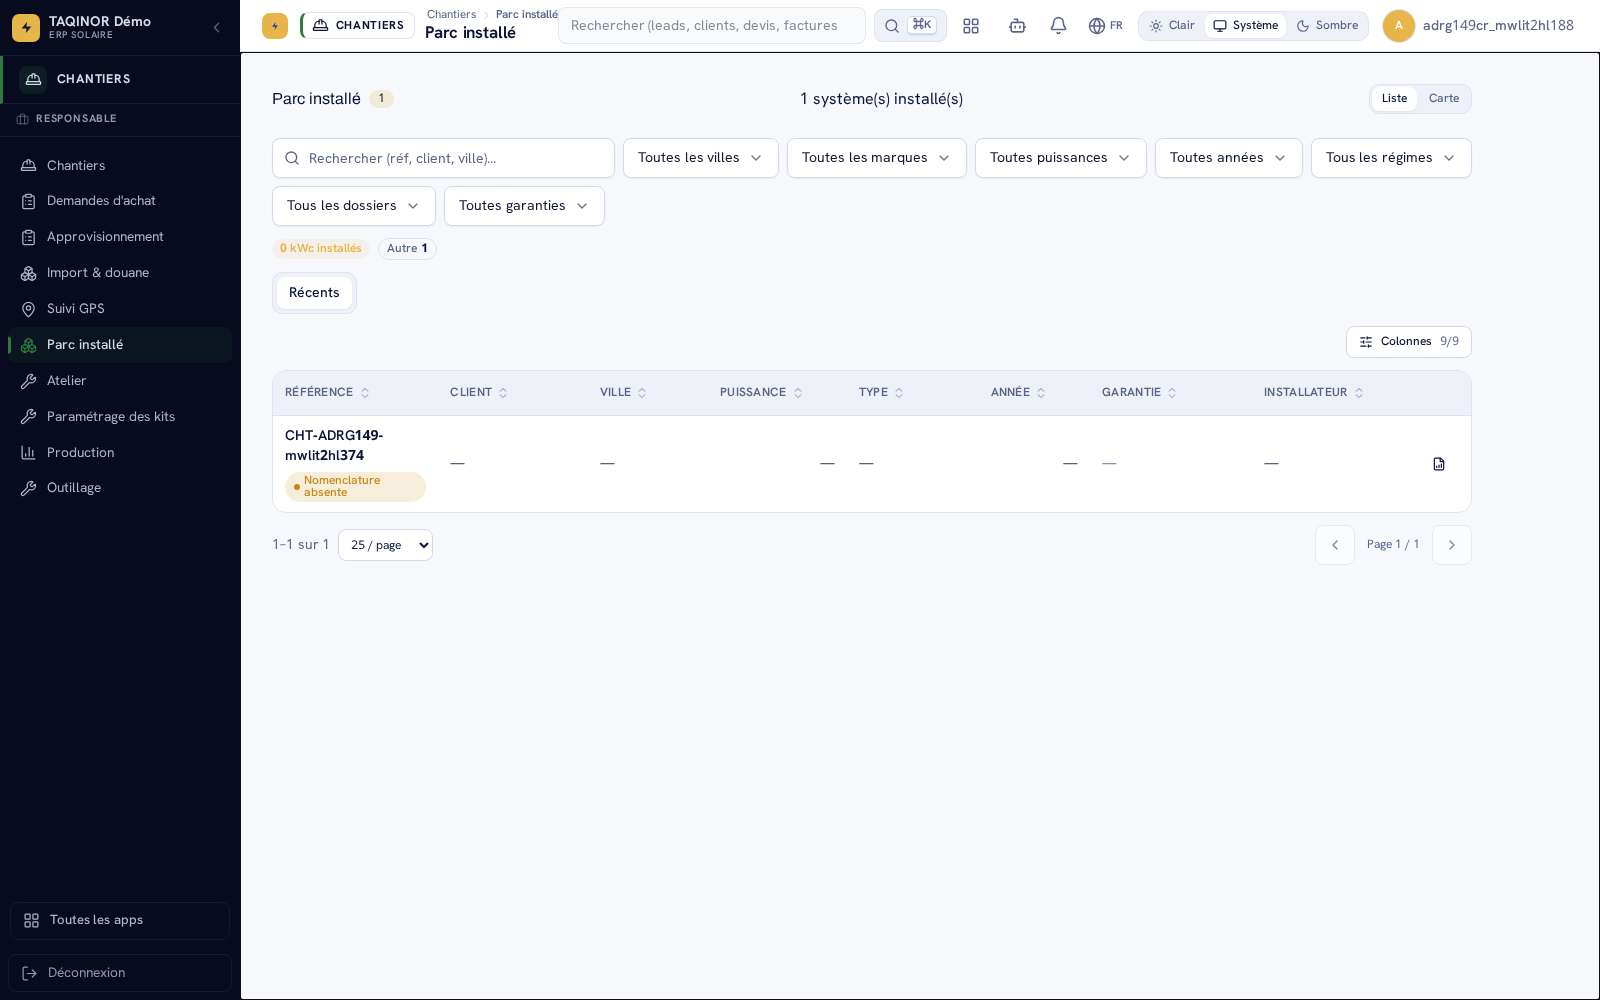 TAQINOR Démo
ERP SOLAIRE
CHANTIERS
RESPONSABLE
Chantiers
Demandes d'achat
Approvisionnement
Import & douane
Suivi GPS
Parc installé
Atelier
Paramétrage des kits
Production
Outillage
Toutes les apps
Déconnexion
CHANTIERS
Chantiers Parc installé
Parc installé
Rechercher (leads, clients, devis, factures
⌘K
FR
Clair Système Sombre
A adrg149cr_mwlit2hl188
Parc installé 1
1 système(s) installé(s)
Liste Carte
Rechercher (réf, client, ville)...
Toutes les villes
Toutes les marques
Toutes puissances
Toutes années
Tous les régimes
Tous les dossiers
Toutes garanties
0 kWc installés
Autre 1
Récents
Colonnes 9/9
RÉFÉRENCE CLIENT VILLE PUISSANCE TYPE ANNÉE GARANTIE INSTALLATEUR
CHT-ADRG149-
mwlit2hl374
— — — — — — —
Nomenclature
absente
1–1 sur 1
25 / page
Page 1 / 1